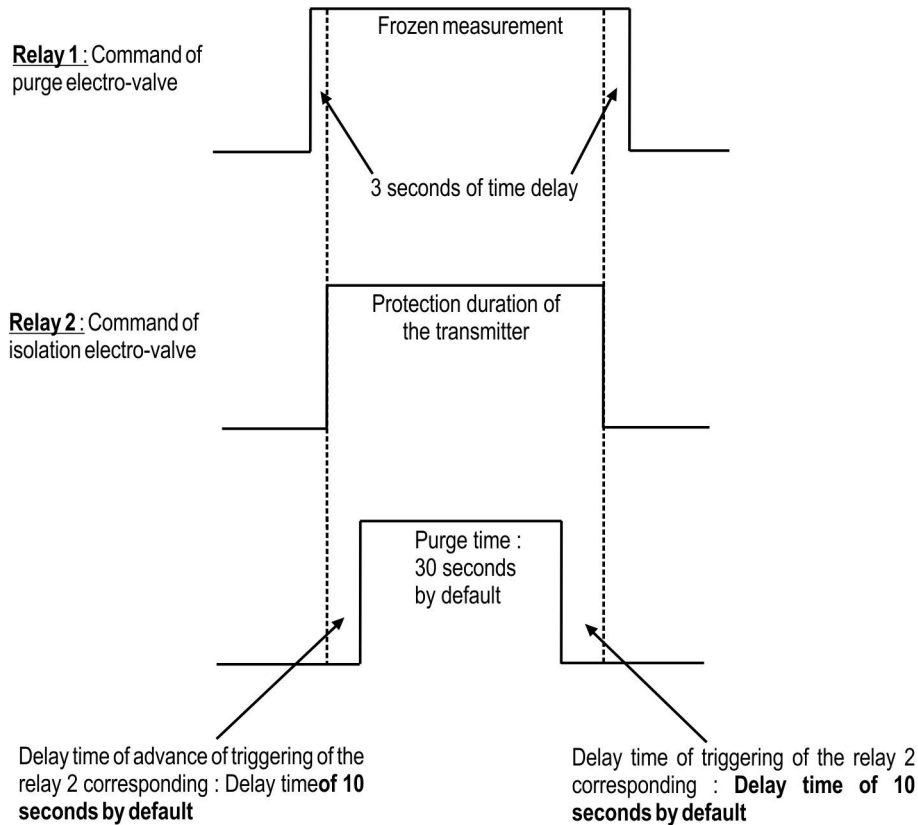 Frozen measurement
Relay 1 : Command of
purge electro-valve
3 seconds of time delay
Protection duration of
the transmitter
Relay 2 : Command of
isolation electro-valve
Purge time :
30 seconds
by default
Delay time of advance of triggering of the
relay 2 corresponding : Delay timeof 10
seconds by default
Delay time of triggering of the relay 2
corresponding : Delay time of 10
seconds by default